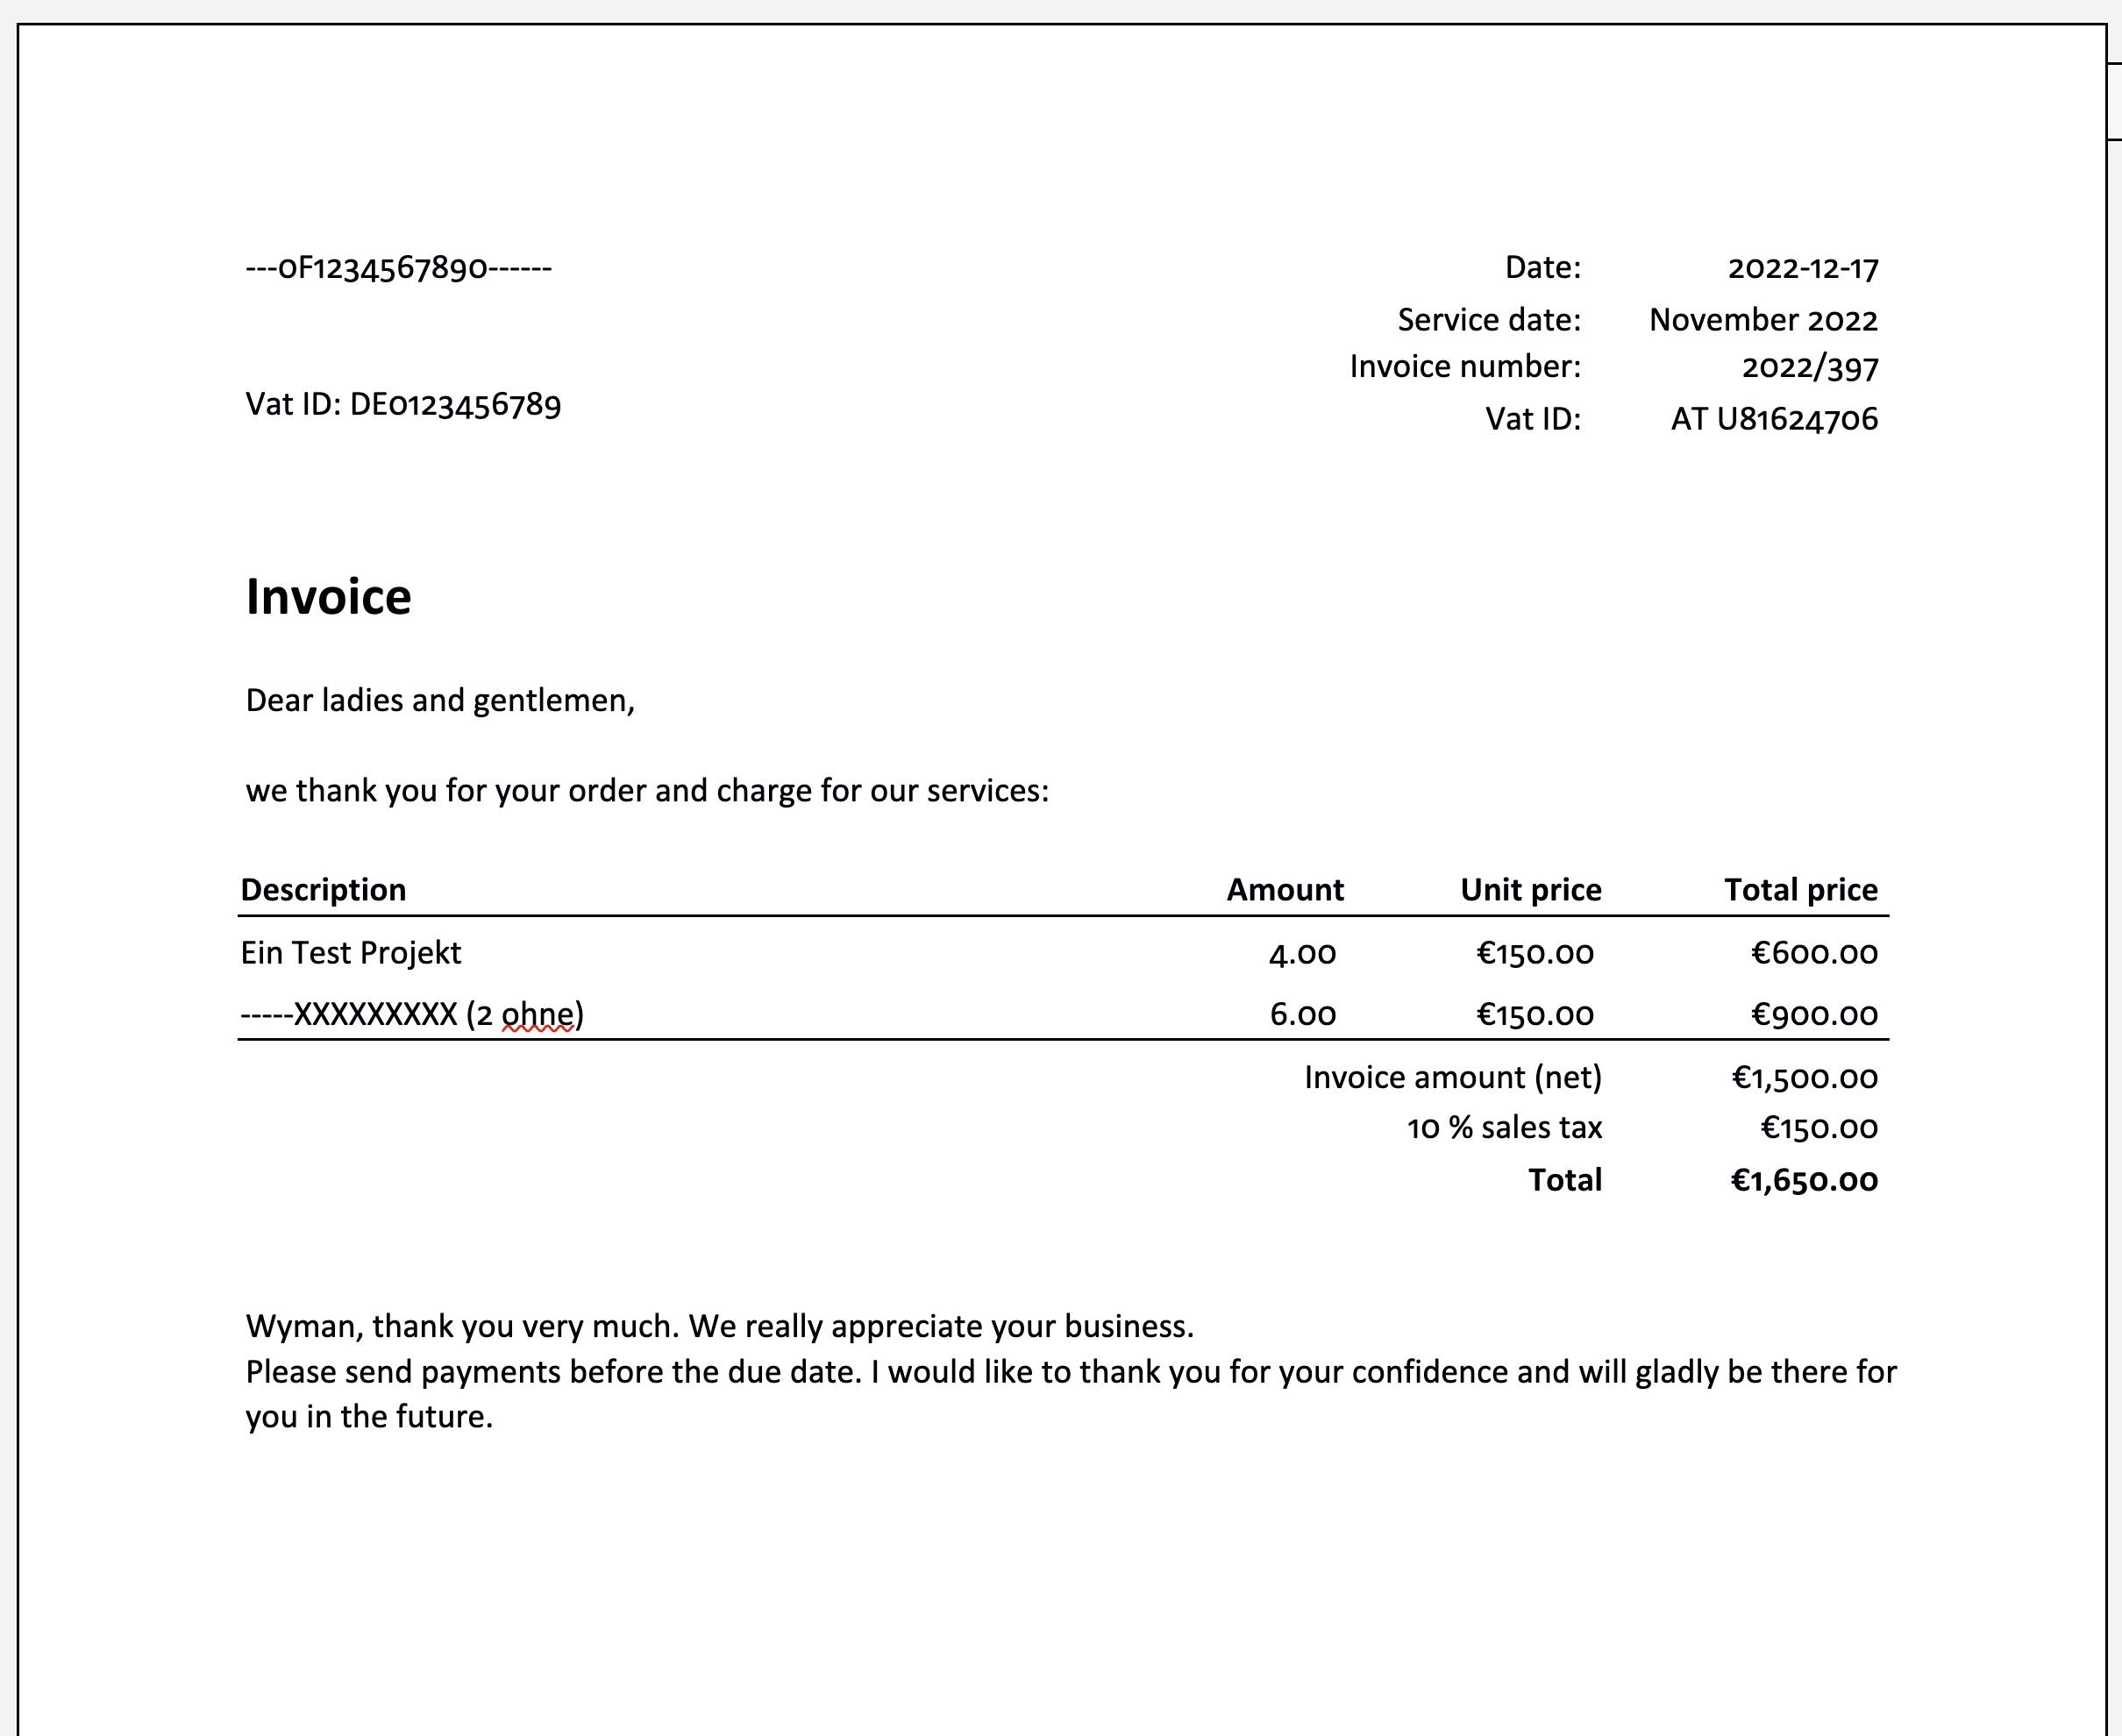 ---0F1234567890------
Date: 2022-12-17
Service date: November 2022
Invoice number: 2022/397
Vat ID: DE0123456789
Vat ID: AT U81624706
Invoice
Dear ladies and gentlemen,
we thank you for your order and charge for our services:
Description Amount Unit price Total price
Ein Test Projekt 4.00 €150.00 €600.00
-----XXXXXXXXX (2 ohne) 6.00 €150.00 €900.00
Invoice amount (net) €1,500.00
10 % sales tax €150.00
Total €1,650.00
Wyman, thank you very much. We really appreciate your business.
Please send payments before the due date. I would like to thank you for your confidence and will gladly be there for
you in the future.